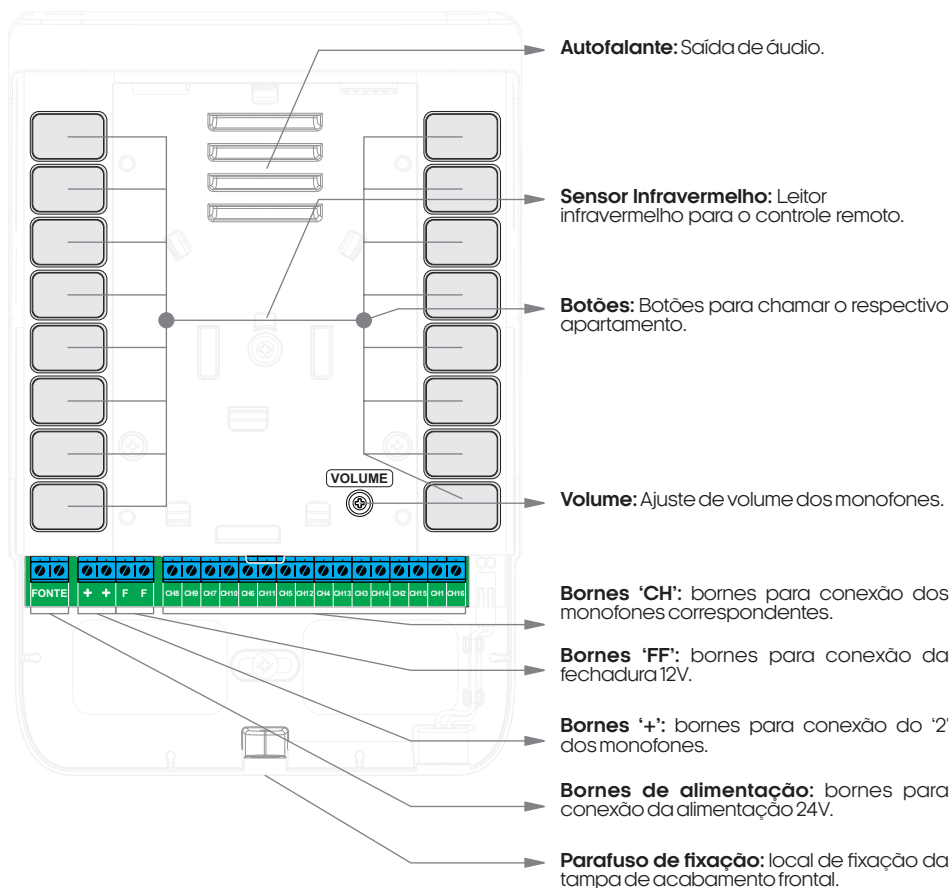 Autofalante: Saída de áudio.
Sensor Infravermelho: Leitor
infravermelho para o controle remoto.
Botões: Botões para chamar o respectivo
apartamento.
VOLUME
Volume: Ajuste de volume dos monofones.
FONTE + + F F CH8 CH9 CH7 CH10 CH6 CH11 CH5 CH12 CH4 CH13 CH3 CH14 CH2 CH15 CH1 CH16
Bornes ‘CH’: bornes para conexão dos
monofones correspondentes.
Bornes ‘FF’: bornes para conexão da
fechadura 12V.
Bornes ‘+’: bornes para conexão do ‘2'
dos monofones.
Bornes de alimentação: bornes para
conexão da alimentação 24V.
Parafuso de fixação: local de fixação da
tampa de acabamento frontal.